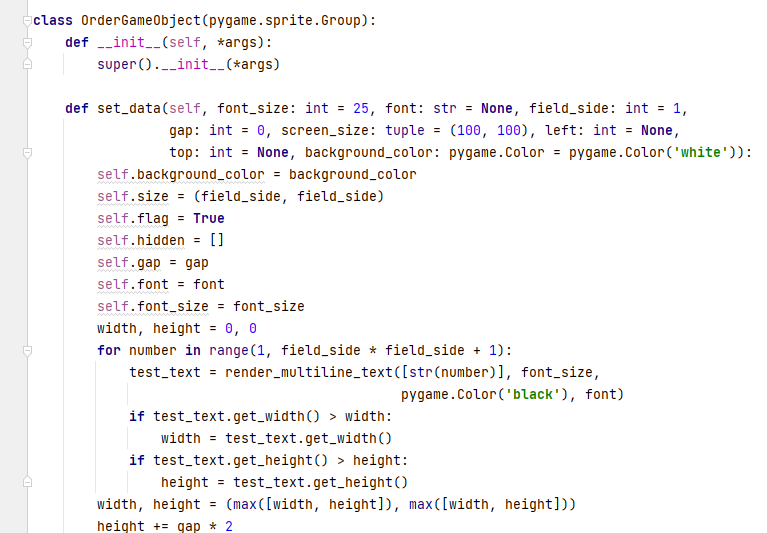 class OrderGameObject(pygame.sprite.Group):
    def __init__(self, *args):
        super().__init__(*args)

    def set_data(self, font_size: int = 25, font: str = None, field_side: int = 1,
                 gap: int = 0, screen_size: tuple = (100, 100), left: int = None,
                 top: int = None, background_color: pygame.Color = pygame.Color('white')):
        self.background_color = background_color
        self.size = (field_side, field_side)
        self.flag = True
        self.hidden = []
        self.gap = gap
        self.font = font
        self.font_size = font_size
        width, height = 0, 0
        for number in range(1, field_side * field_side + 1):
            test_text = render_multiline_text([str(number)], font_size,
                                              pygame.Color('black'), font)
            if test_text.get_width() > width:
                width = test_text.get_width()
            if test_text.get_height() > height:
                height = test_text.get_height()
        width, height = (max([width, height]), max([width, height]))
        height += gap * 2